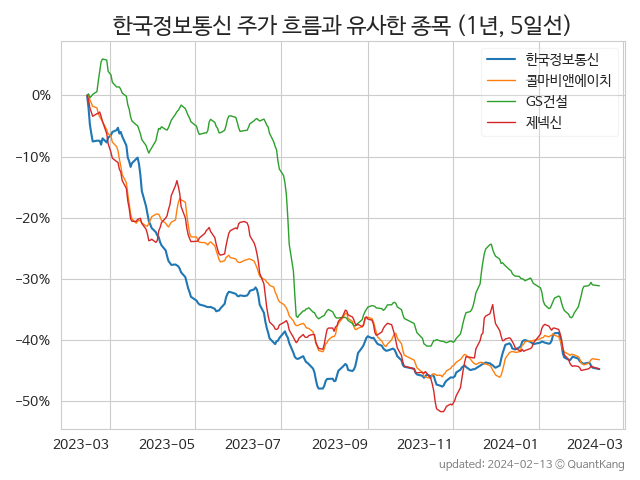 한국정보통신 주가 흐름과 유사한 종목 (1년, 5일선)
한국정보통신
콜마비앤에이치
GS건설
제넥신
0%
−10%
−20%
−30%
−40%
−50%
2023-03 2023-05 2023-07 2023-09 2023-11 2024-01 2024-03
updated: 2024-02-13 © QuantKang